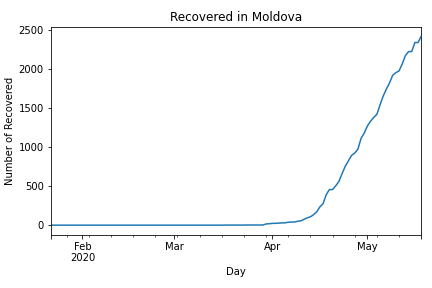 Recovered in Moldova
Number of Recovered
2500
2000
1500
1000
500
0
Feb
2020
Mar
Apr
May
Day